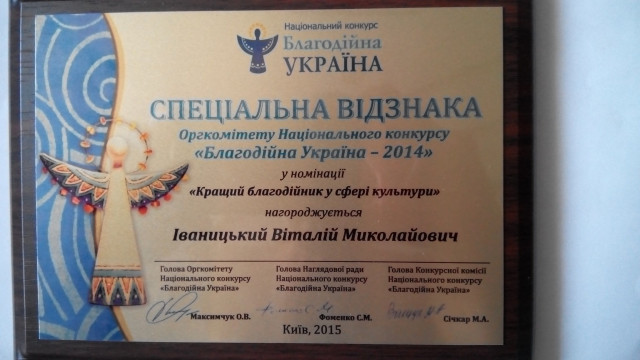 Національний конкурс
Благодійна
УКРАЇНА
СПЕЦІАЛЬНА ВІДЗНАКА
Оргкомітету Національного конкурсу
«Благодійна Україна – 2014»
у номінації
«Кращий благодійник у сфері культури»
нагороджується
Іваницький Віталій Миколайович
Голова Оргкомітету
Національного конкурсу
«Благодійна Україна»
Максимчук О.В.
Голова Наглядової ради
Національного конкурсу
«Благодійна Україна»
Фоменко С.М.
Голова Конкурсної комісії
Національного конкурсу
«Благодійна Україна»
Січкар М.А.
Київ, 2015